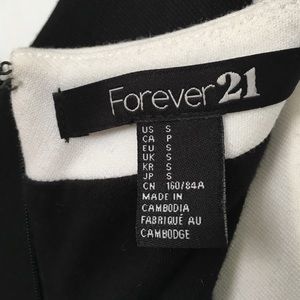 Forever21
US S
CA P
EU S
UK S
KR S
JP S
CN 160/84A
MADE IN
CAMBODIA
FABRIQUÉ AU
CAMBODGE